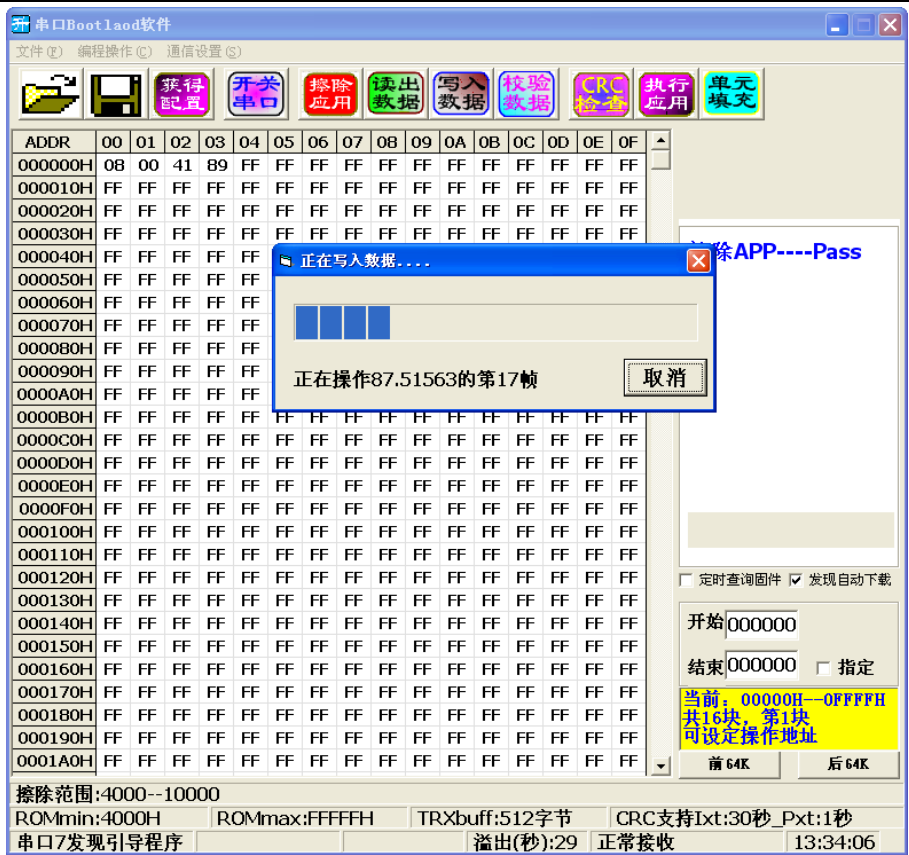 串口Bootlaod软件
文件(F) 编程操作(C) 通信设置(S)
获得配置 开关串口 擦除应用 读出数据 写入数据 校验数据 CRC检查 执行应用 单元填充
ADDR 00 01 02 03 04 05 06 07 08 09 0A 0B 0C 0D 0E 0F
000000H 08 00 41 89 FF FF FF FF FF FF FF FF FF FF FF FF
000010H FF FF FF FF FF FF FF FF FF FF FF FF FF FF FF FF
000020H FF FF FF FF FF FF FF FF FF FF FF FF FF FF FF FF
000030H FF FF FF FF FF FF FF FF FF FF FF FF FF FF FF FF
000040H FF FF FF FF FF
000050H FF FF FF FF FF
000060H FF FF FF FF FF
000070H FF FF FF FF FF
000080H FF FF FF FF FF
000090H FF FF FF FF FF
0000A0H FF FF FF FF FF
正在写入数据....
正在操作87.51563的第17帧
取消
除APP----Pass
0000B0H FF FF FF FF FF FF FF FF FF FF FF FF FF FF FF FF
0000C0H FF FF FF FF FF FF FF FF FF FF FF FF FF FF FF FF
0000D0H FF FF FF FF FF FF FF FF FF FF FF FF FF FF FF FF
0000E0H FF FF FF FF FF FF FF FF FF FF FF FF FF FF FF FF
0000F0H FF FF FF FF FF FF FF FF FF FF FF FF FF FF FF FF
000100H FF FF FF FF FF FF FF FF FF FF FF FF FF FF FF FF
000110H FF FF FF FF FF FF FF FF FF FF FF FF FF FF FF FF
000120H FF FF FF FF FF FF FF FF FF FF FF FF FF FF FF FF
000130H FF FF FF FF FF FF FF FF FF FF FF FF FF FF FF FF
000140H FF FF FF FF FF FF FF FF FF FF FF FF FF FF FF FF
000150H FF FF FF FF FF FF FF FF FF FF FF FF FF FF FF FF
000160H FF FF FF FF FF FF FF FF FF FF FF FF FF FF FF FF
000170H FF FF FF FF FF FF FF FF FF FF FF FF FF FF FF FF
000180H FF FF FF FF FF FF FF FF FF FF FF FF FF FF FF FF
000190H FF FF FF FF FF FF FF FF FF FF FF FF FF FF FF FF
0001A0H FF FF FF FF FF FF FF FF FF FF FF FF FF FF FF FF
定时查询固件 发现自动下载
开始 000000
结束 000000 指定
当前: 00000H--0FFFFH
共16块, 第1块
可设定操作地址
前64K 后64K
擦除范围:4000--10000
ROMmin:4000H ROMmax:FFFFFH TRXbuff:512字节 CRC支持Ixt:30秒_Pxt:1秒
串口7发现引导程序 溢出(秒):29 正常接收 13:34:06